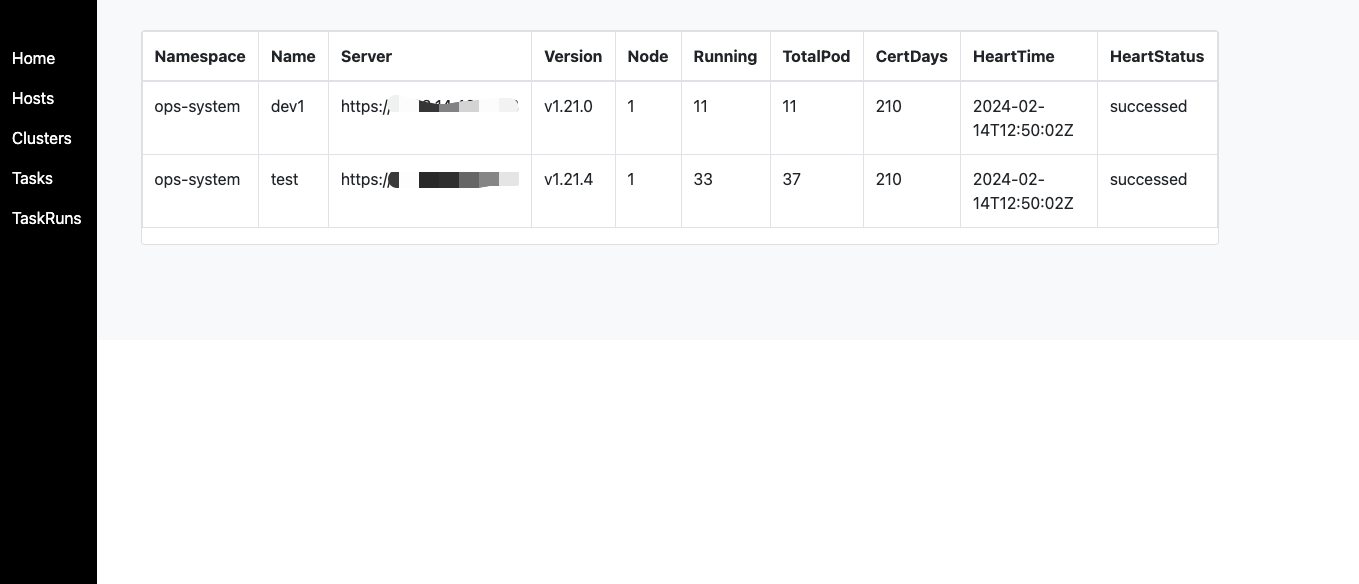 Home
Hosts
Clusters
Tasks
TaskRuns
Namespace Name Server Version Node Running TotalPod CertDays HeartTime HeartStatus
ops-system dev1 https:/ v1.21.0 1 11 11 210 2024-02- successed
14T12:50:02Z
ops-system test https:/ v1.21.4 1 33 37 210 2024-02- successed
14T12:50:02Z